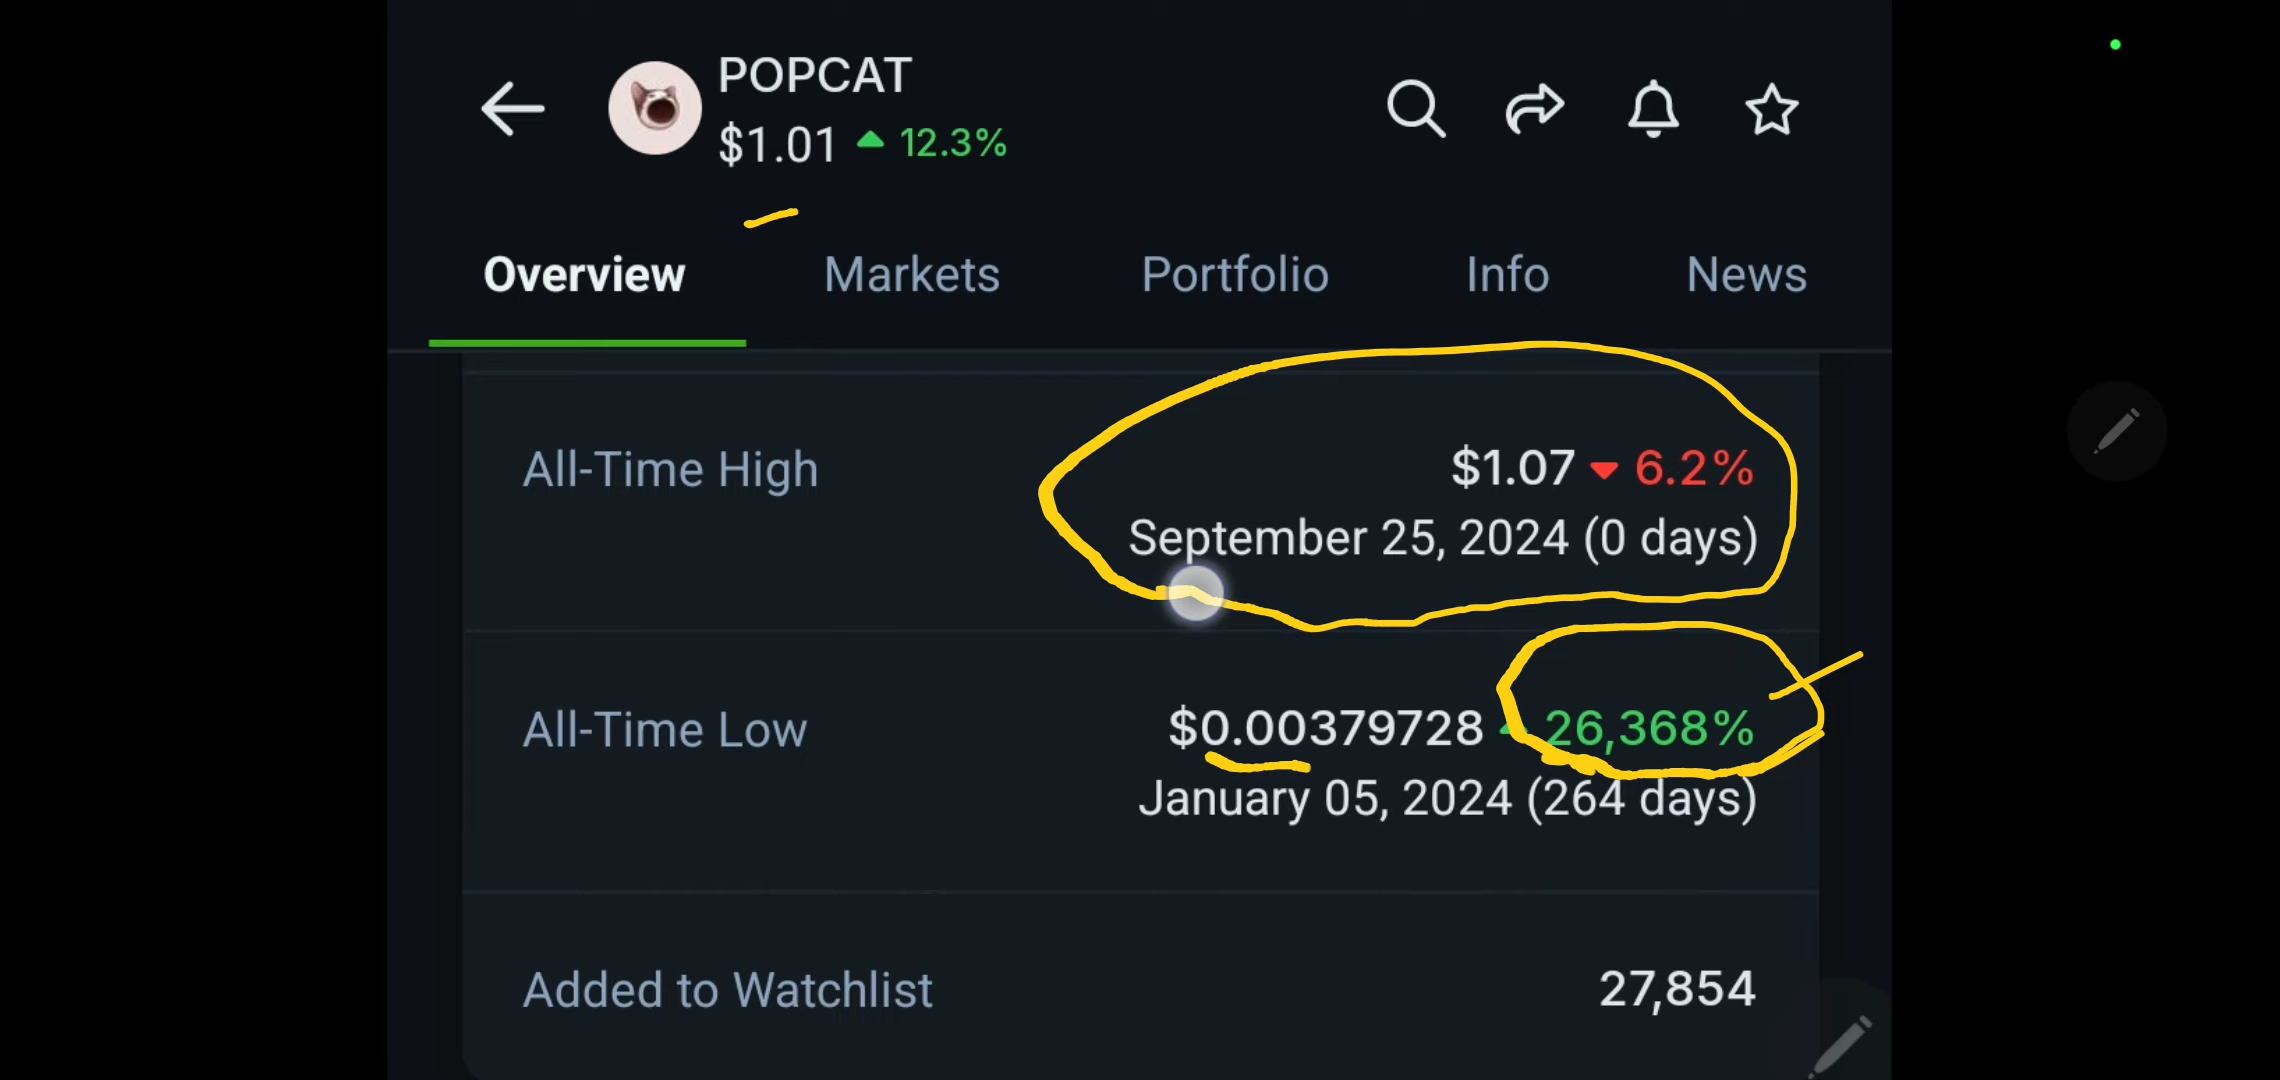 POPCAT
$1.01 ▲ 12.3%
Overview Markets Portfolio Info News
All-Time High $1.07 ▼ 6.2%
September 25, 2024 (0 days)
All-Time Low $0.00379728 ▲ 26,368%
January 05, 2024 (264 days)
Added to Watchlist 27,854